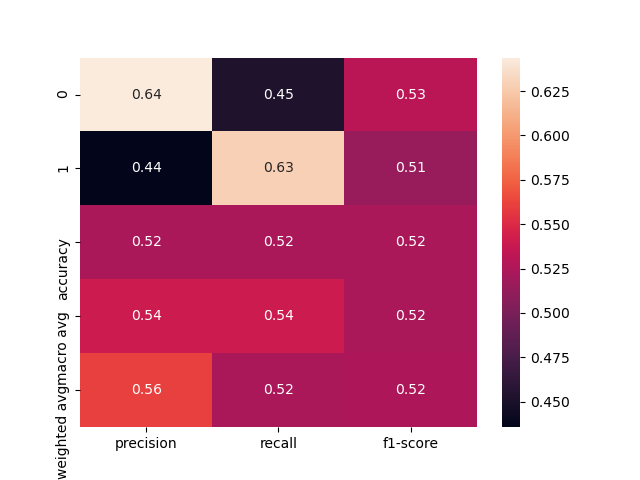 0 0.64 0.45 0.53
1 0.44 0.63 0.51
accuracy 0.52 0.52 0.52
macro avg 0.54 0.54 0.52
weighted avg 0.56 0.52 0.52
precision recall f1-score
0.625
0.600
0.575
0.550
0.525
0.500
0.475
0.450